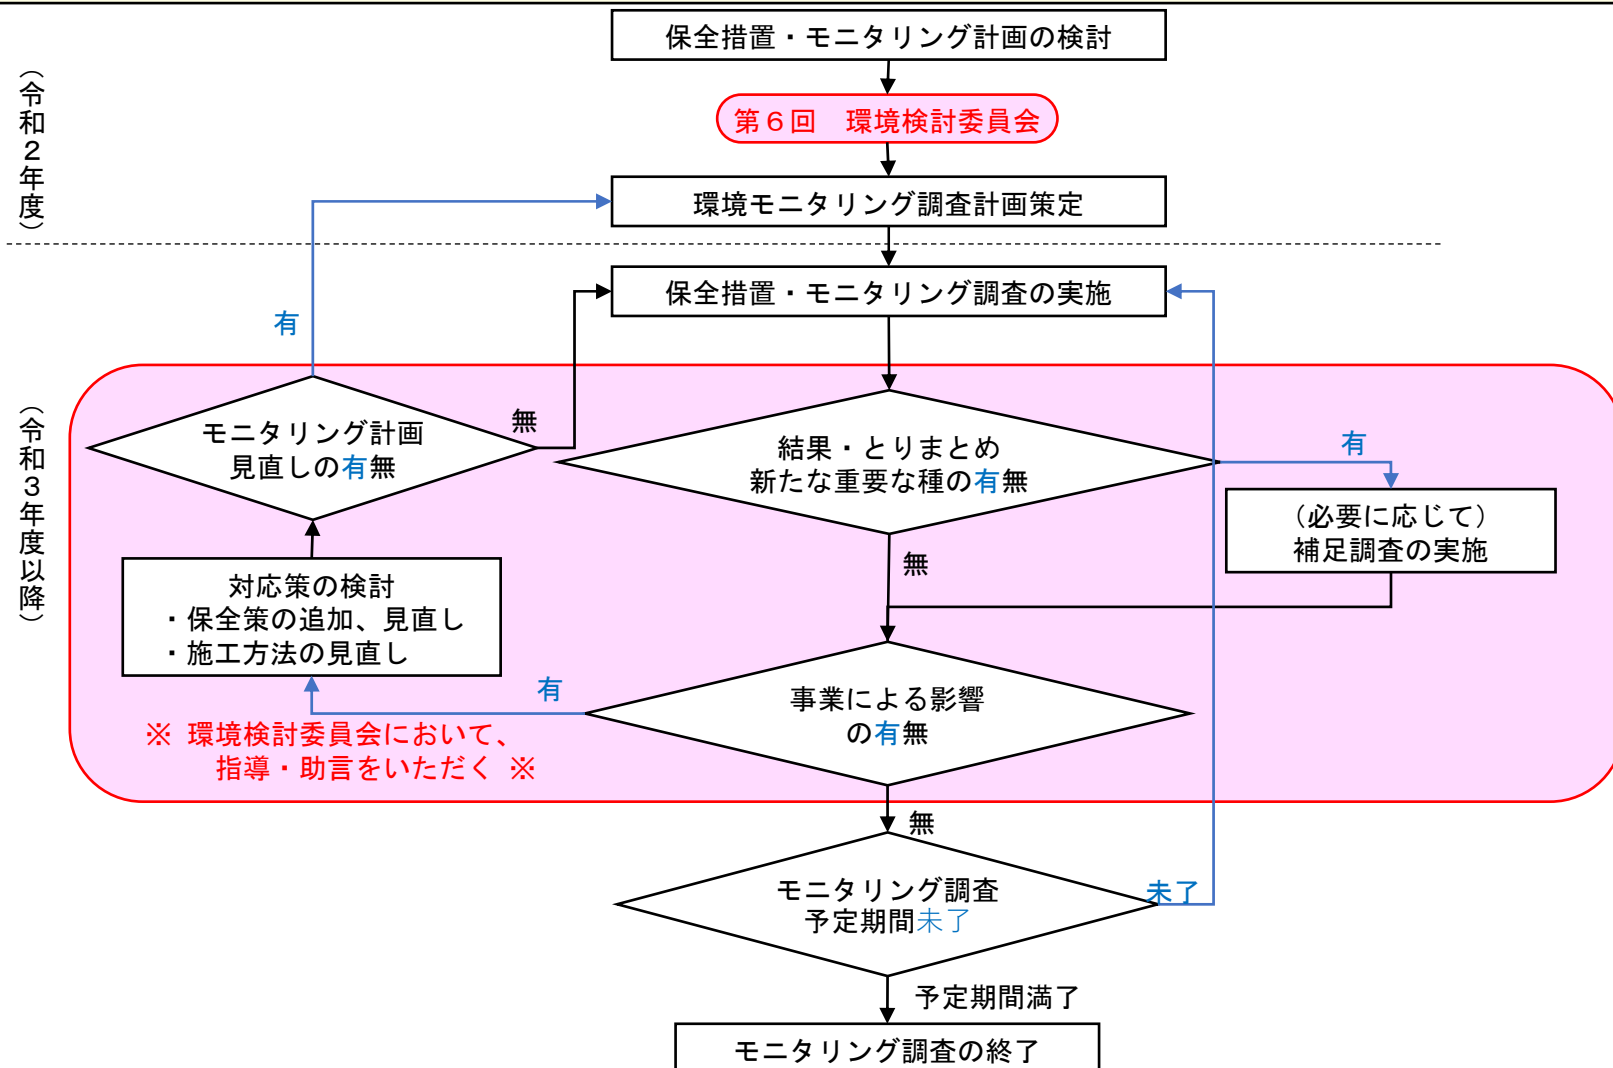 保全措置・モニタリング計画の検討
(令和2年度)
第6回　環境検討委員会
環境モニタリング調査計画策定
保全措置・モニタリング調査の実施
有
(令和3年度以降)
モニタリング計画
見直しの有無
無
結果・とりまとめ
新たな重要な種の有無
有
(必要に応じて)
補足調査の実施
無
対応策の検討
・保全策の追加、見直し
・施工方法の見直し
有
事業による影響
の有無
※ 環境検討委員会において、
指導・助言をいただく ※
無
モニタリング調査
予定期間未了
未了
予定期間満了
モニタリング調査の終了